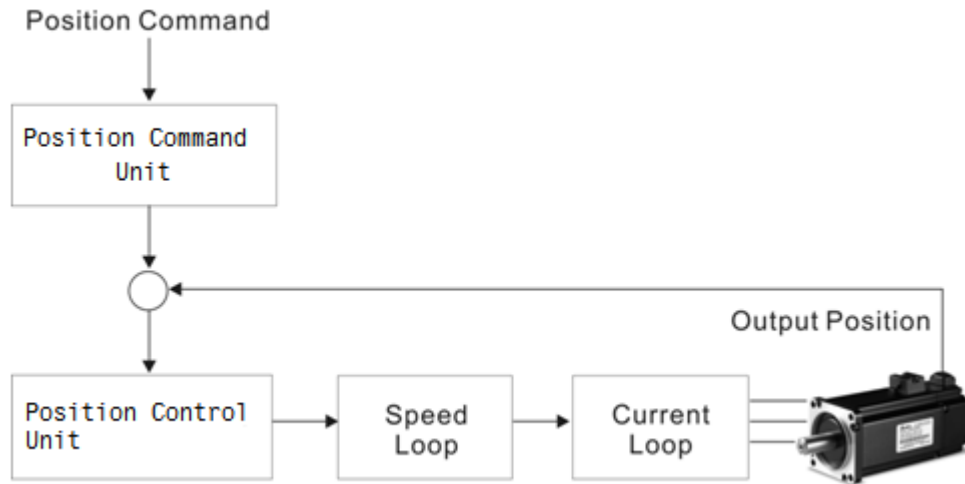 Position Command
Position Command
Unit
Output Position
Position Control
Unit
Speed
Loop
Current
Loop